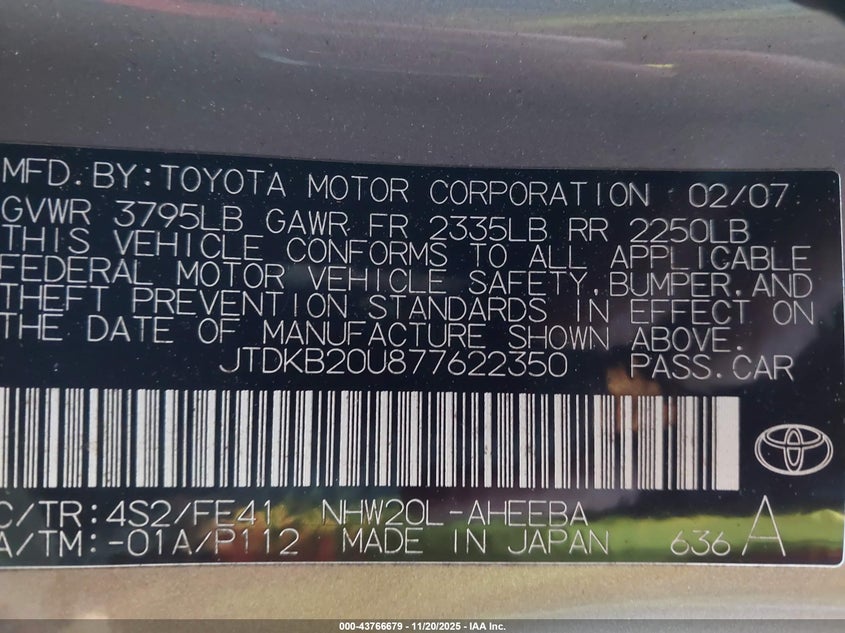 MFD.BY:TOYOTA MOTOR CORPORATION 02/07
GVWR 3795LB GAWR FR 2335LB RR 2250LB
THIS VEHICLE CONFORMS TO ALL APPLICABLE
FEDERAL MOTOR VEHICLE SAFETY,BUMPER,AND
THEFT PREVENTION STANDARDS IN EFFECT ON
THE DATE OF MANUFACTURE SHOWN ABOVE.
JTDKB20U877622350 PASS.CAR
C/TR:4S2/FE41 NHW20L-AHEEBA
A/TM:-01A/P112 MADE IN JAPAN 636 A
000-43766679 - 11/20/2025 - IAA Inc.